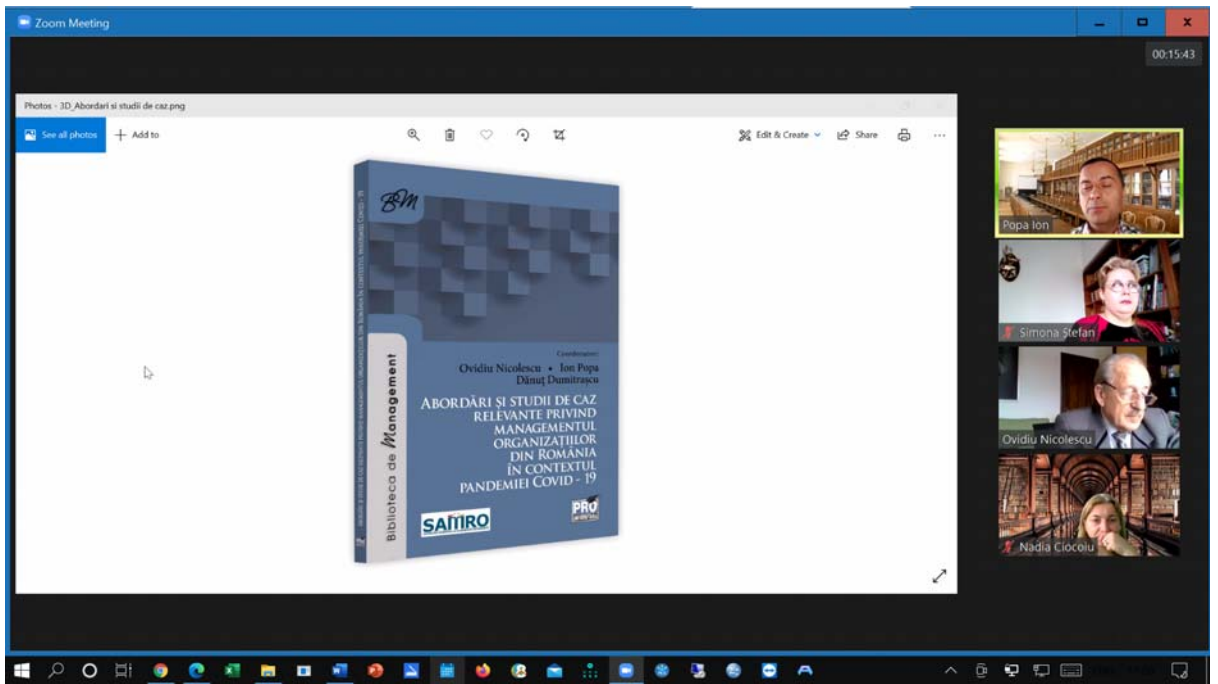 Zoom Meeting
00:15:43
Photos - 3D_Abordari si studii de caz.png
See all photos
Add to
Edit & Create
Share
BM
Coordonatori:
Ovidiu Nicolescu • Ion Popa
Dănuț Dumitrașcu
ABORDĂRI ȘI STUDII DE CAZ
RELEVANTE PRIVIND
MANAGEMENTUL
ORGANIZAȚIILOR
DIN ROMÂNIA
ÎN CONTEXTUL
PANDEMIEI COVID - 19
Biblioteca de Management
SAMRO
PRO
Popa Ion
Simona Ștefan
Ovidiu Nicolescu
Nadia Ciocoiu